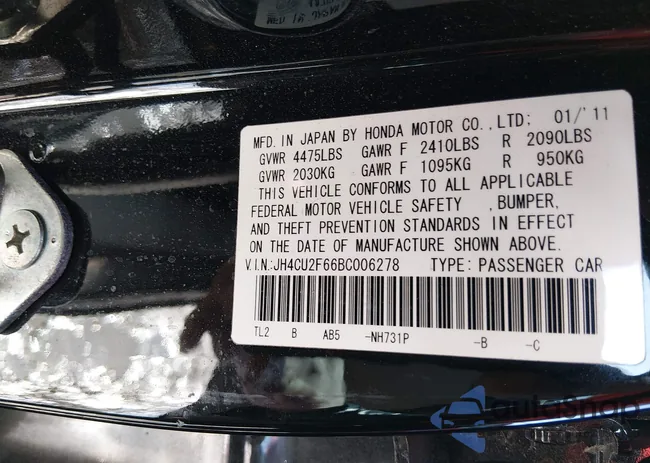 MFD. IN JAPAN BY HONDA MOTOR CO., LTD: 01/'11
GVWR 4475LBS GAWR F 2410LBS R 2090LBS
GVWR 2030KG GAWR F 1095KG R 950KG
THIS VEHICLE CONFORMS TO ALL APPLICABLE
FEDERAL MOTOR VEHICLE SAFETY ,BUMPER,
AND THEFT PREVENTION STANDARDS IN EFFECT
ON THE DATE OF MANUFACTURE SHOWN ABOVE.
V.I.N.:JH4CU2F66BC006278 TYPE: PASSENGER CAR
TL2 B AB5 -NH731P -B -C
autoshop